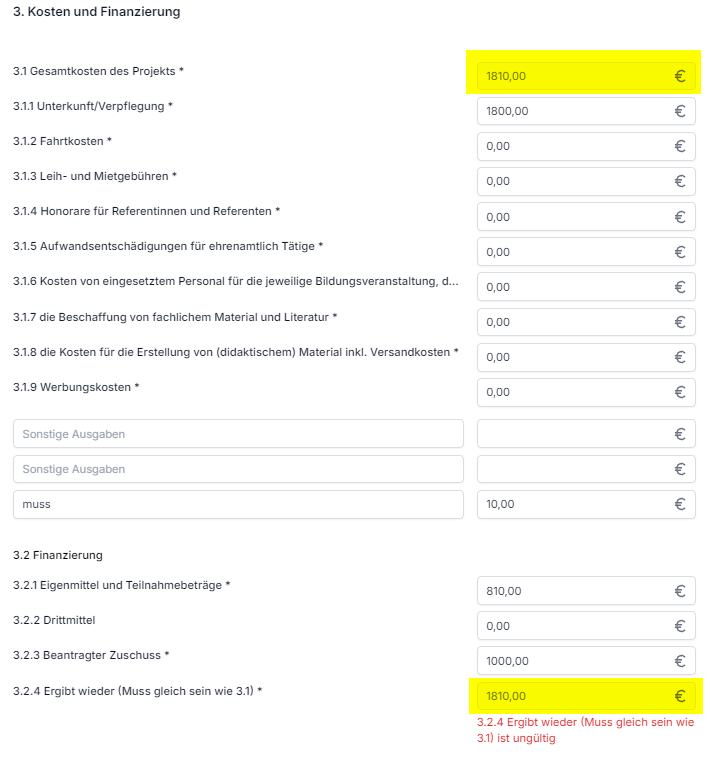 3. Kosten und Finanzierung
3.1 Gesamtkosten des Projekts *
1810,00 €
3.1.1 Unterkunft/Verpflegung *
1800,00 €
3.1.2 Fahrtkosten *
0,00 €
3.1.3 Leih- und Mietgebühren *
0,00 €
3.1.4 Honorare für Referentinnen und Referenten *
0,00 €
3.1.5 Aufwandsentschädigungen für ehrenamtlich Tätige *
0,00 €
3.1.6 Kosten von eingesetztem Personal für die jeweilige Bildungsveranstaltung, d...
0,00 €
3.1.7 die Beschaffung von fachlichem Material und Literatur *
0,00 €
3.1.8 die Kosten für die Erstellung von (didaktischem) Material inkl. Versandkosten *
0,00 €
3.1.9 Werbungskosten *
0,00 €
Sonstige Ausgaben
€
Sonstige Ausgaben
€
muss
10,00 €
3.2 Finanzierung
3.2.1 Eigenmittel und Teilnahmebeträge *
810,00 €
3.2.2 Drittmittel
0,00 €
3.2.3 Beantragter Zuschuss *
1000,00 €
3.2.4 Ergibt wieder (Muss gleich sein wie 3.1) *
1810,00 €
3.2.4 Ergibt wieder (Muss gleich sein wie
3.1) ist ungültig